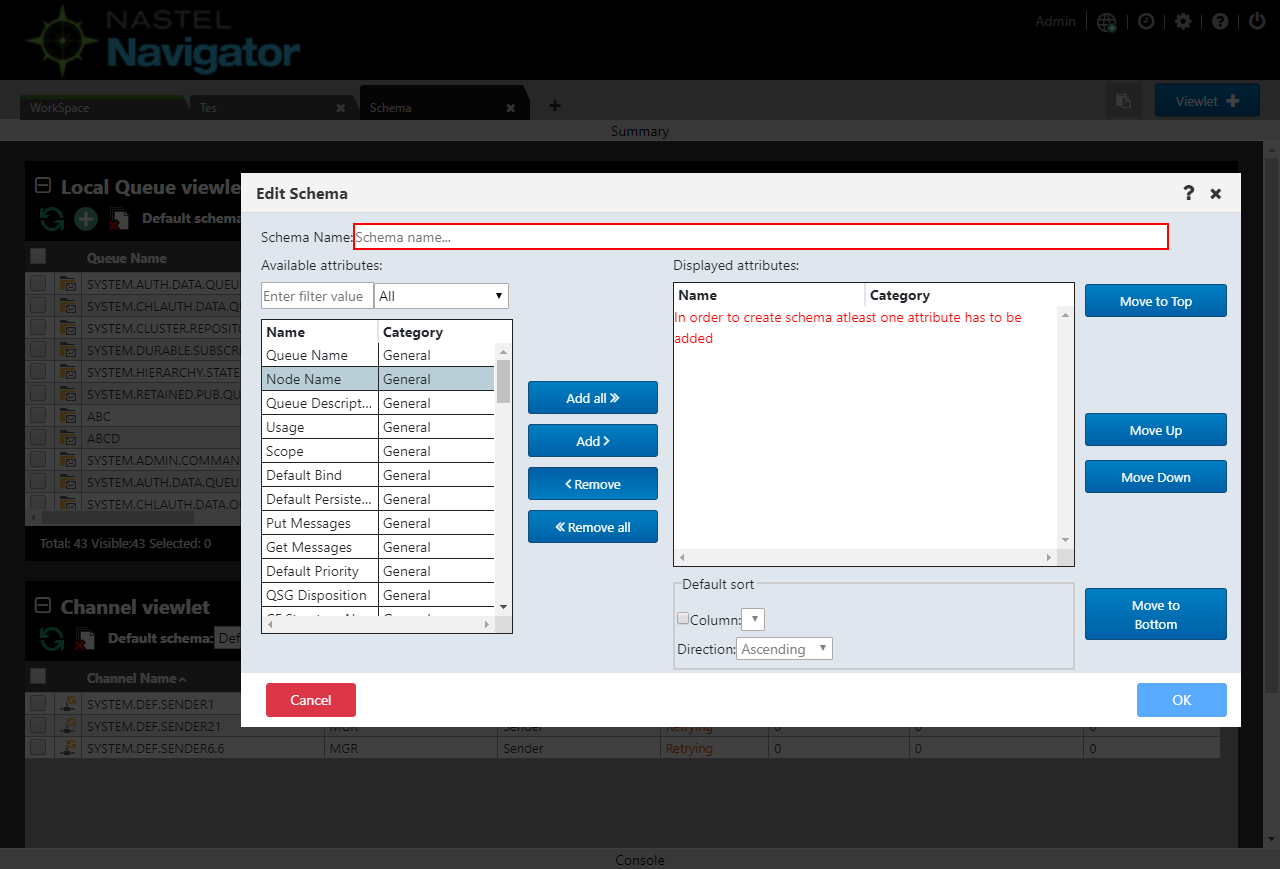 NASTEL
Navigator
Admin
WorkSpace
Tes
Schema
Viewlet
Summary
Local Queue viewle
Default schema
Queue Name
SYSTEM.AUTH.DATA.QUEU
SYSTEM.CHLAUTH.DATA.Q
SYSTEM.CLUSTER.REPOSIT
SYSTEM.DURABLE.SUBSCR
SYSTEM.HIERARCHY.STATE
SYSTEM.RETAINED.PUB.QU
ABC
ABCD
SYSTEM.ADMIN.COMMAN
SYSTEM.AUTH.DATA.QUEU
SYSTEM.CHLAUTH.DATA.Q
Total: 43 Visible:43 Selected: 0
Channel viewlet
Default schema: Def
Channel Name
SYSTEM.DEF.SENDER1
SYSTEM.DEF.SENDER21 MGR Sender Retrying 0 0 0
SYSTEM.DEF.SENDER6.6 MGR Sender Retrying 0 0 0
Edit Schema
?
Schema Name: Schema name...
Available attributes:
Enter filter value All
Name Category
Queue Name General
Node Name General
Queue Descript... General
Usage General
Scope General
Default Bind General
Default Persiste... General
Put Messages General
Get Messages General
Default Priority General
QSG Disposition General
Add all
Add
Remove
Remove all
Displayed attributes:
Name Category
In order to create schema atleast one attribute has to be
added
Move to Top
Move Up
Move Down
Move to
Bottom
Default sort
Column:
Direction: Ascending
Cancel
OK
Console